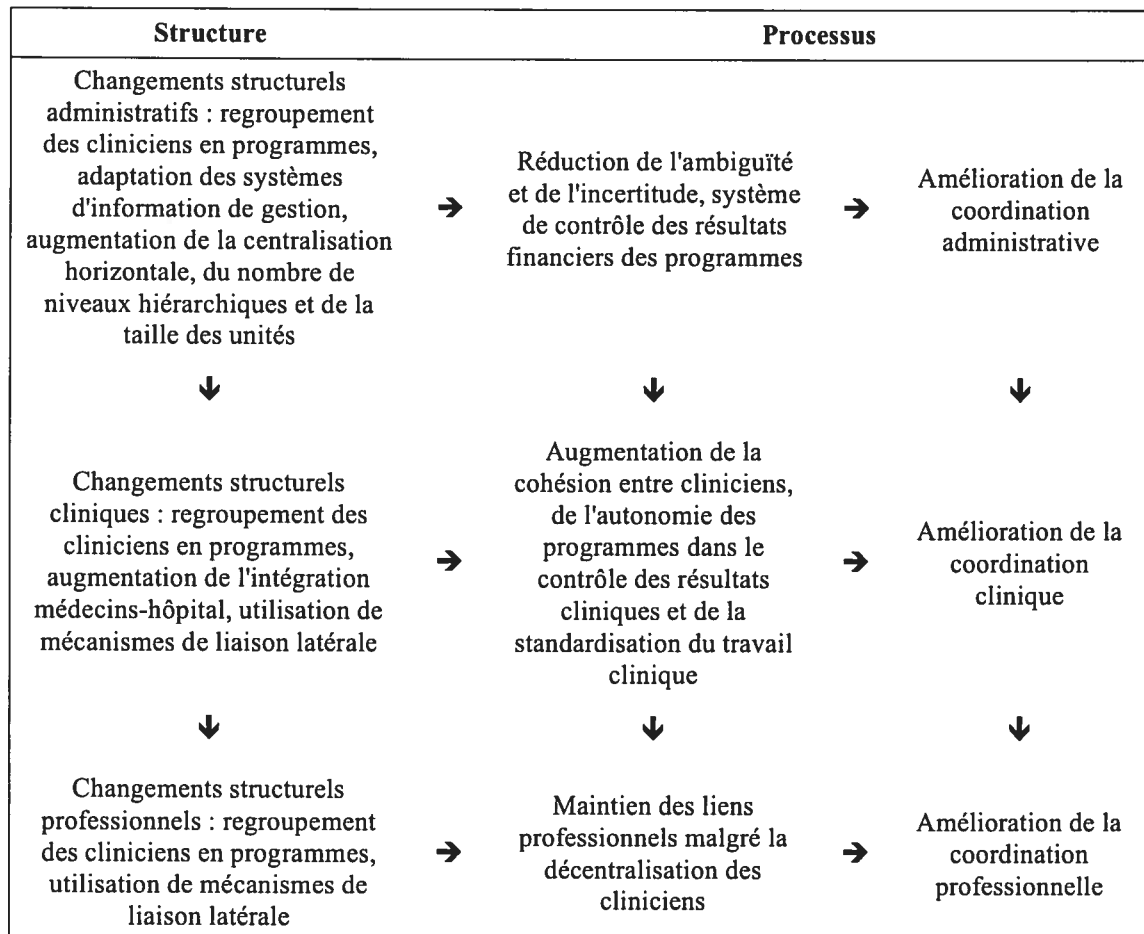 Structure
Processus
Changements structurels
administratifs : regroupement
des cliniciens en programmes,
adaptation des systèmes
d'information de gestion,
augmentation de la centralisation
horizontale, du nombre de
niveaux hiérarchiques et de la
taille des unités
→
Réduction de l'ambiguïté
et de l'incertitude, système
de contrôle des résultats
financiers des programmes
→
Amélioration de la
coordination
administrative
↓
↓
↓
Changements structurels
cliniques : regroupement des
cliniciens en programmes,
augmentation de l'intégration
médecins-hôpital, utilisation de
mécanismes de liaison latérale
→
Augmentation de la
cohésion entre cliniciens,
de l'autonomie des
programmes dans le
contrôle des résultats
cliniques et de la
standardisation du travail
clinique
→
Amélioration de la
coordination
clinique
↓
↓
↓
Changements structurels
professionnels : regroupement
des cliniciens en programmes,
utilisation de mécanismes de
liaison latérale
→
Maintien des liens
professionnels malgré la
décentralisation des
cliniciens
→
Amélioration de la
coordination
professionnelle